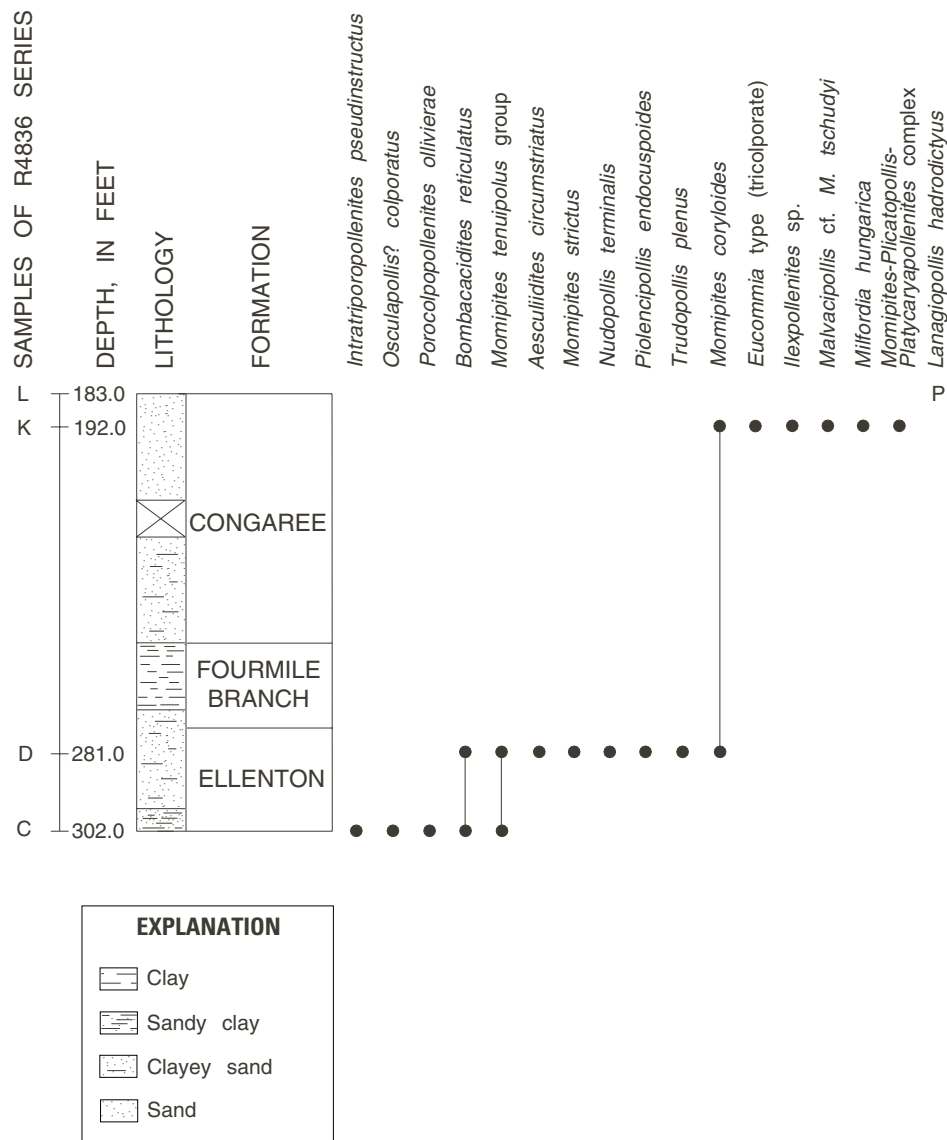 SAMPLES OF R4836 SERIES
DEPTH, IN FEET
LITHOLOGY
FORMATION
Intratriporopollenites pseudinstructus
Osculapollis? colporatus
Porocolpopollenites ollivierae
Bombacacidites reticulatus
Momipites tenuipolus group
Aesculiidites circumstriatus
Momipites strictus
Nudopollis terminalis
Piolencipollis endocuspoides
Trudopollis plenus
Momipites coryloides
Eucommia type (tricolporate)
Ilexpollenites sp.
Malvacipollis cf. M. tschudyi
Milfordia hungarica
Momipites-Plicatopollis-
Platycaryapollenites complex
Lanagiopollis hadrodictyus
L 183.0 P
K 192.0
CONGAREE
FOURMILE
BRANCH
D 281.0
ELLENTON
C 302.0
EXPLANATION
Clay
Sandy clay
Clayey sand
Sand